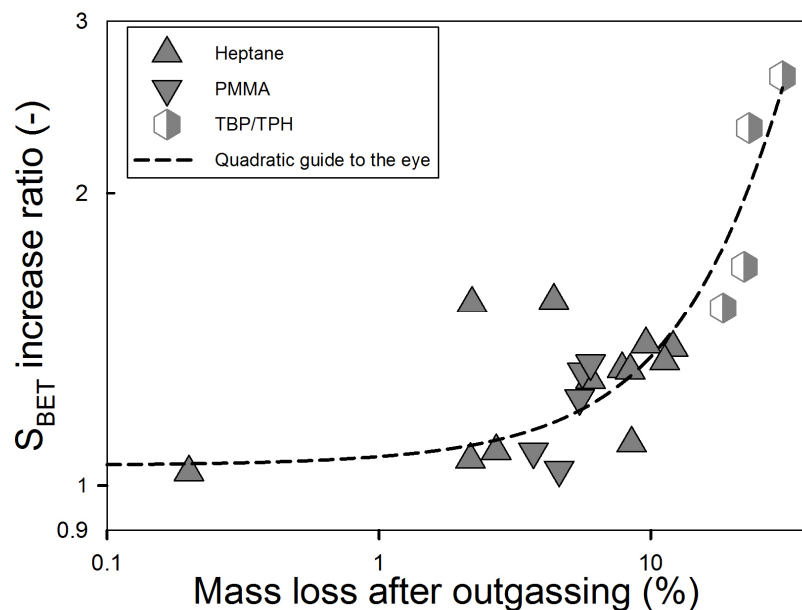 3
Heptane
PMMA
TBP/TPH
Quadratic guide to the eye
2
1
0.9
S_BET increase ratio (-)
0.1
1
10
Mass loss after outgassing (%)